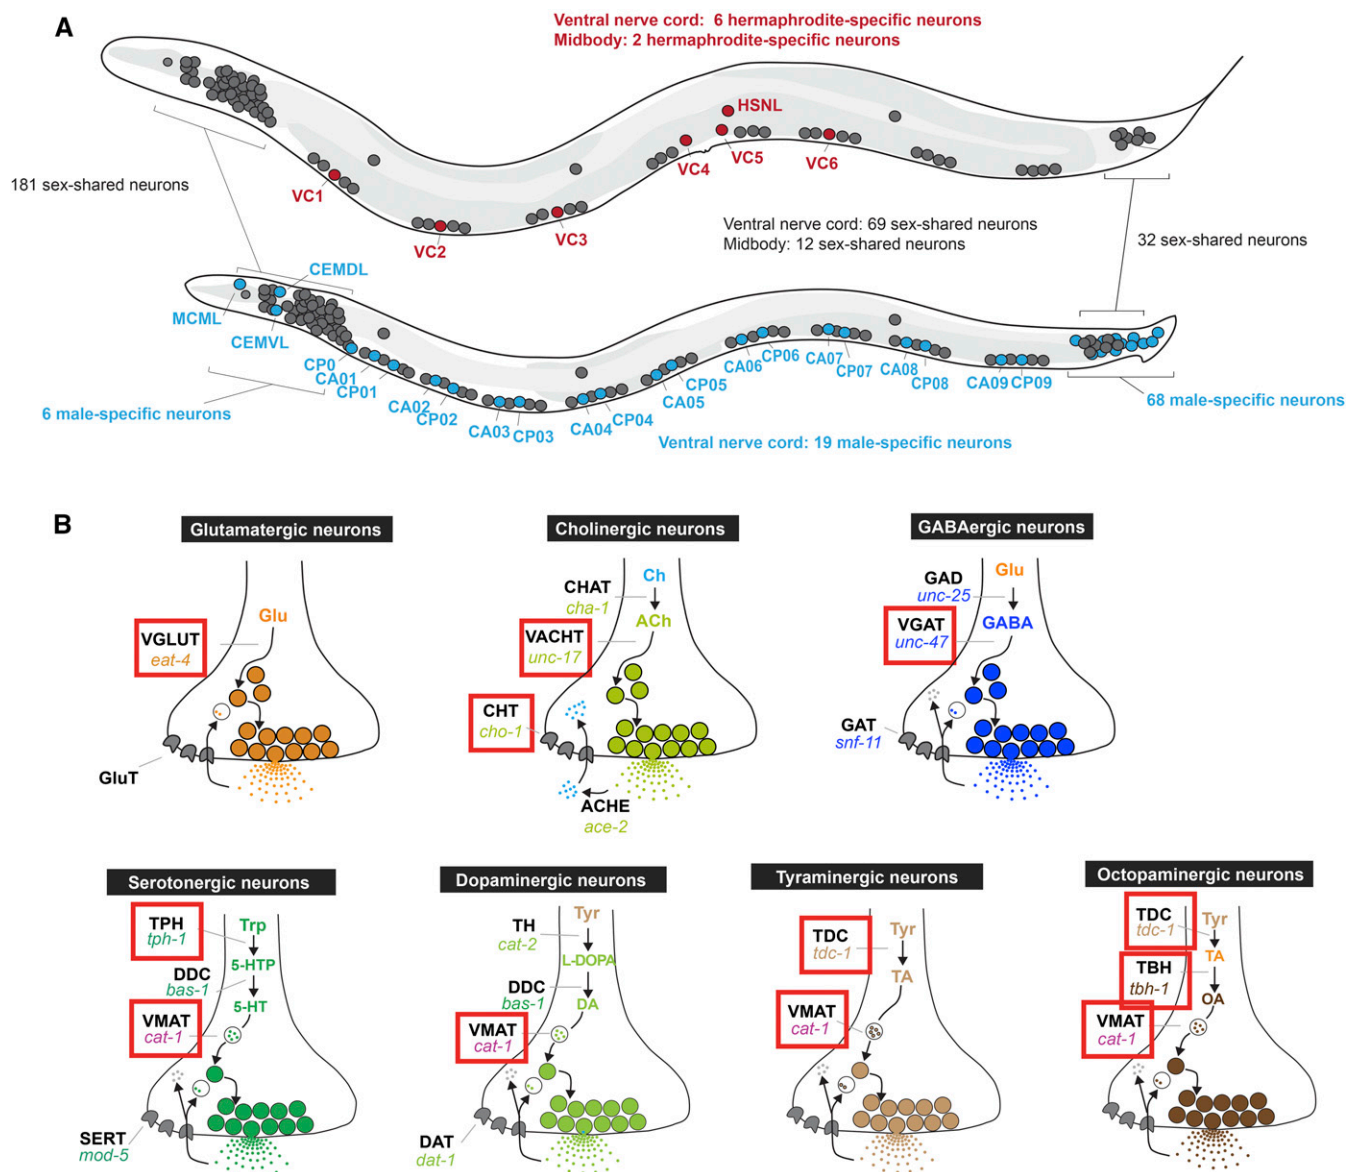 A
Ventral nerve cord: 6 hermaphrodite-specific neurons
Midbody: 2 hermaphrodite-specific neurons
HSNL
VC4
VC5
VC6
181 sex-shared neurons
VC1
VC2
VC3
Ventral nerve cord: 69 sex-shared neurons
Midbody: 12 sex-shared neurons
32 sex-shared neurons
CEMDL
MCML
CEMVL
CP0
CA01
CP01
CA02
CP02
CA03
CP03
CA04
CP04
CA05
CP05
CA06
CP06
CA07
CP07
CA08
CP08
CA09
CP09
6 male-specific neurons
68 male-specific neurons
Ventral nerve cord: 19 male-specific neurons
B
Glutamatergic neurons
Glu
VGLUT
eat-4
GluT
Cholinergic neurons
Ch
CHAT
cha-1
ACh
VACHT
unc-17
CHT
cho-1
ACHE
ace-2
GABAergic neurons
Glu
GAD
unc-25
GABA
VGAT
unc-47
GAT
snf-11
Serotonergic neurons
TPH
tph-1
Trp
5-HTP
DDC
bas-1
5-HT
VMAT
cat-1
SERT
mod-5
Dopaminergic neurons
Tyr
TH
cat-2
L-DOPA
DDC
bas-1
DA
VMAT
cat-1
DAT
dat-1
Tyraminergic neurons
Tyr
TDC
tdc-1
TA
VMAT
cat-1
Octopaminergic neurons
TDC
tdc-1
Tyr
TA
TBH
tbh-1
OA
VMAT
cat-1